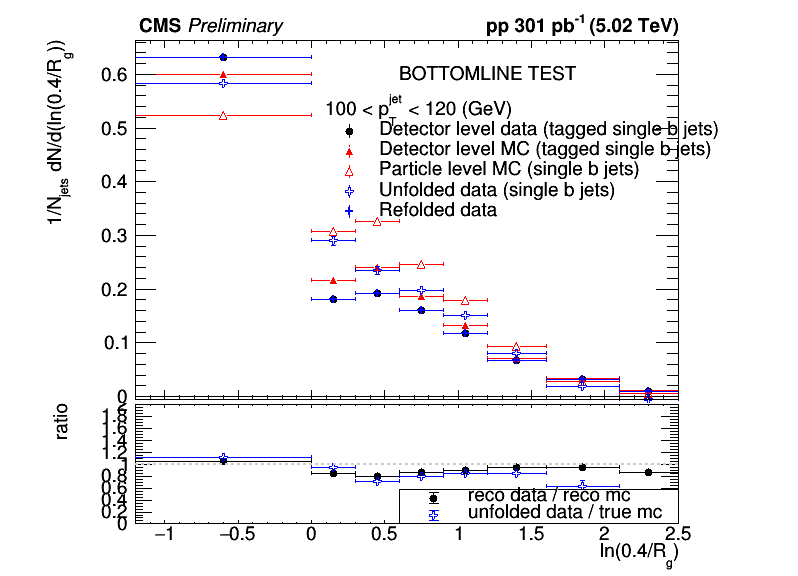 CMS Preliminary
pp 301 pb⁻¹ (5.02 TeV)
1/N_jets dN/d(ln(0.4/R_g))
BOTTOMLINE TEST
100 < p_T^jet < 120 (GeV)
Detector level data (tagged single b jets)
Detector level MC (tagged single b jets)
Particle level MC (single b jets)
Unfolded data (single b jets)
Refolded data
0.6
0.5
0.4
0.3
0.2
0.1
0
ratio
2
1.8
1.6
1.4
1.2
1
0.8
0.6
0.4
0.2
0
reco data / reco mc
unfolded data / true mc
−1 −0.5 0 0.5 1 1.5 2 2.5
ln(0.4/R_g)